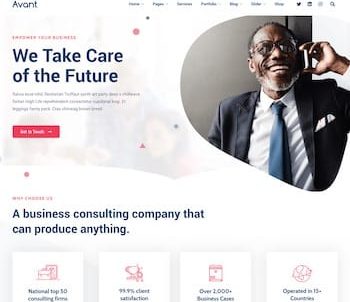 Avant
Home Pages Services Portfolio Blog Slider Shop
EMPOWER YOUR BUSINESS
We Take Care
of the Future
Get in Touch
WHY CHOOSE US
A business consulting company that
can produce anything.
National top 50
consulting firms
99.9% client
satisfaction
Over 2,000+
Business Cases
Operated in 15+
Countries